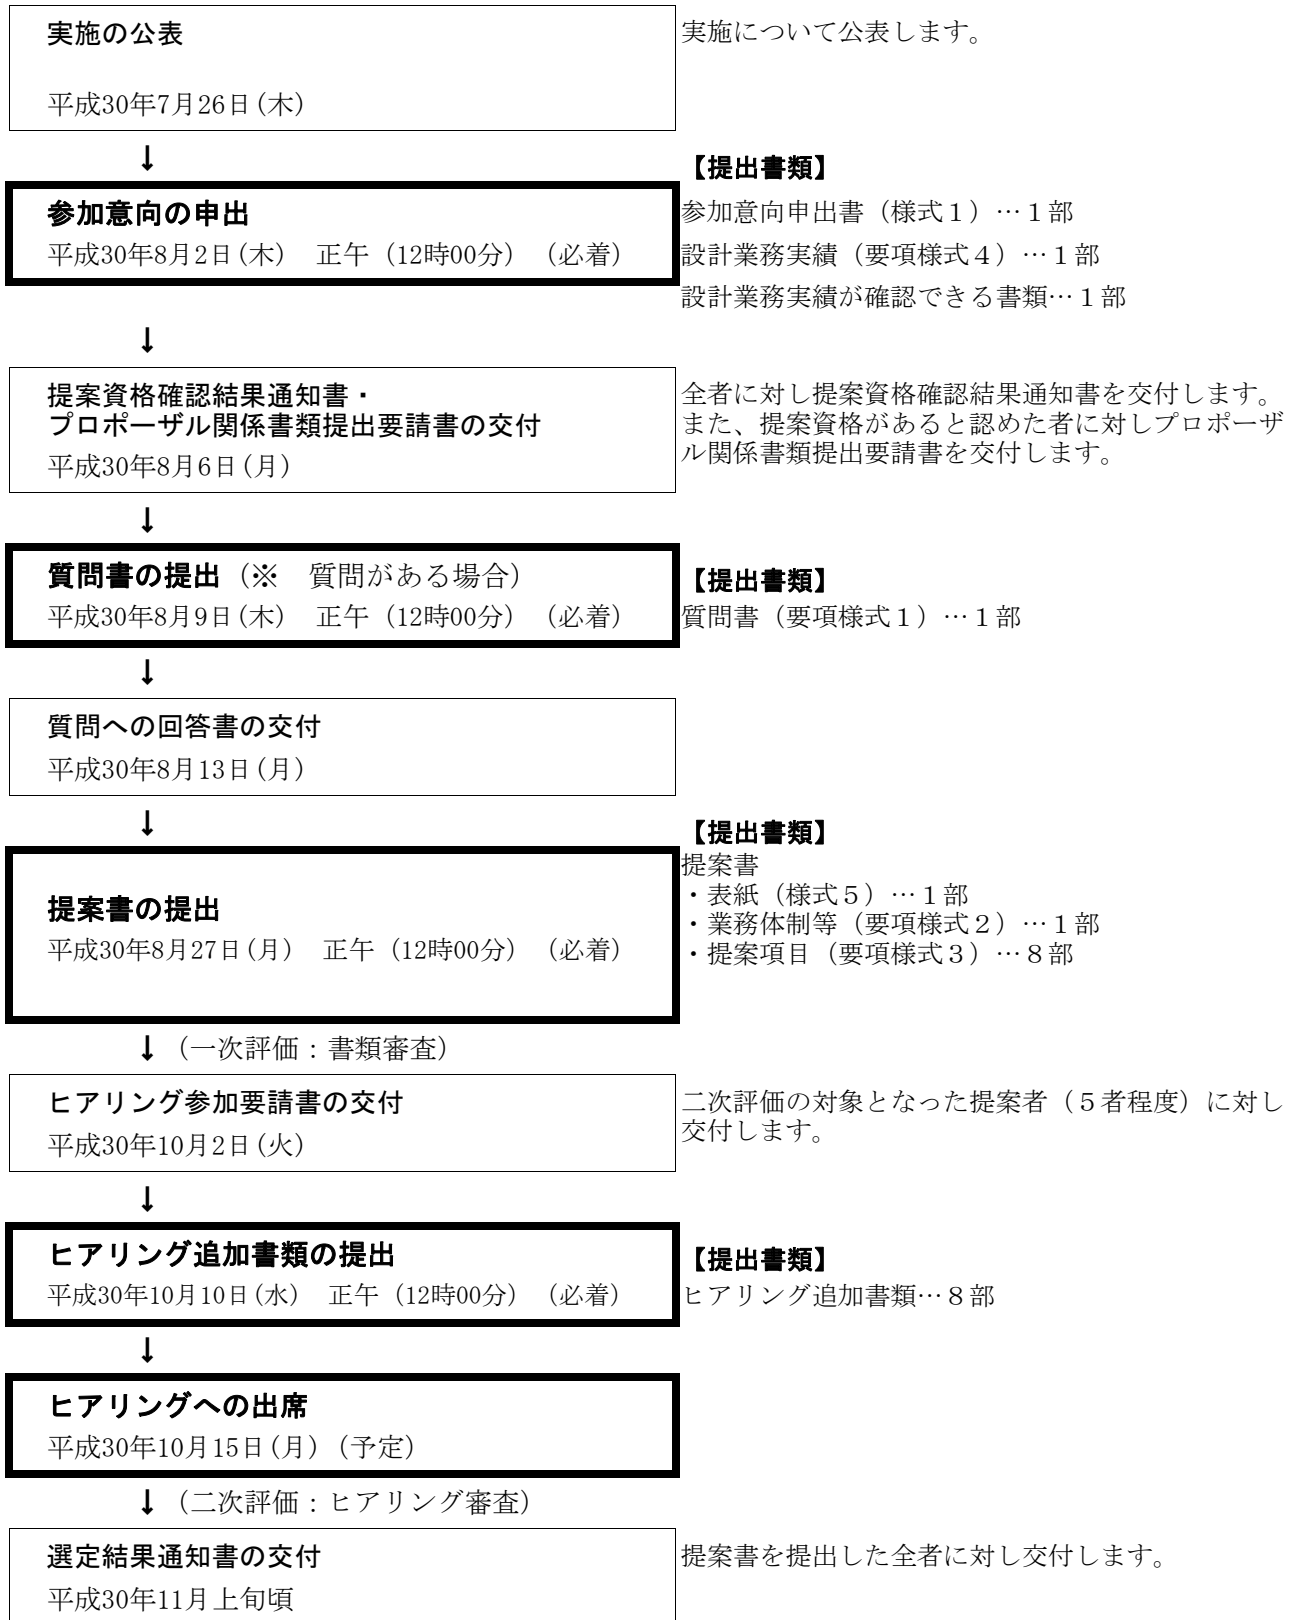 実施の公表
実施について公表します。
平成30年7月26日(木)
↓
【提出書類】
参加意向の申出
参加意向申出書(様式1)…1部
平成30年8月2日(木) 正午(12時00分)(必着)
設計業務実績(要項様式4)…1部
設計業務実績が確認できる書類…1部
↓
提案資格確認結果通知書・
プロポーザル関係書類提出要請書の交付
平成30年8月6日(月)
全者に対し提案資格確認結果通知書を交付します。
また、提案資格があると認めた者に対しプロポーザ
ル関係書類提出要請書を交付します。
↓
質問書の提出(※ 質問がある場合)
平成30年8月9日(木) 正午(12時00分)(必着)
【提出書類】
質問書(要項様式1)…1部
↓
質問への回答書の交付
平成30年8月13日(月)
↓
【提出書類】
提案書
・表紙(様式5)…1部
・業務体制等(要項様式2)…1部
・提案項目(要項様式3)…8部
提案書の提出
平成30年8月27日(月) 正午(12時00分)(必着)
↓(一次評価:書類審査)
ヒアリング参加要請書の交付
平成30年10月2日(火)
二次評価の対象となった提案者(5者程度)に対し
交付します。
↓
ヒアリング追加書類の提出
平成30年10月10日(水) 正午(12時00分)(必着)
【提出書類】
ヒアリング追加書類…8部
↓
ヒアリングへの出席
平成30年10月15日(月)(予定)
↓(二次評価:ヒアリング審査)
選定結果通知書の交付
提案書を提出した全者に対し交付します。
平成30年11月上旬頃